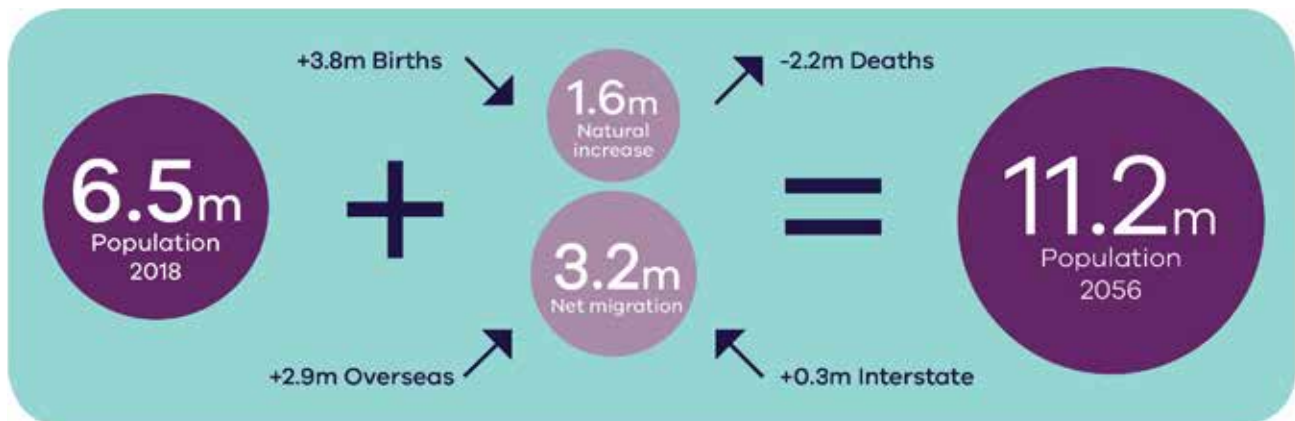 6.5m
Population
2018
+
+3.8m Births
-2.2m Deaths
1.6m
Natural
increase
3.2m
Net migration
+2.9m Overseas
+0.3m Interstate
=
11.2m
Population
2056